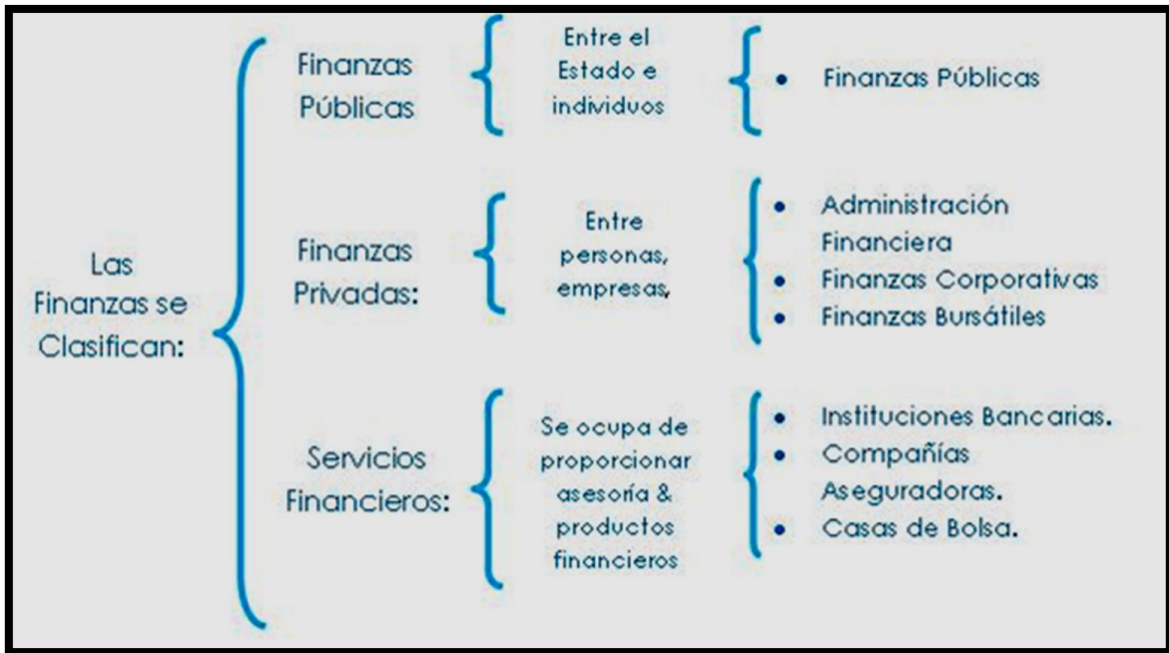 Las
Finanzas se
Clasifican:
Finanzas
Públicas
Entre el
Estado e
individuos
• Finanzas Públicas
Finanzas
Privadas:
Entre
personas,
empresas,
• Administración
Financiera
• Finanzas Corporativas
• Finanzas Bursátiles
Servicios
Financieros:
Se ocupa de
proporcionar
asesoría &
productos
financieros
• Instituciones Bancarias.
• Compañías
Aseguradoras.
• Casas de Bolsa.